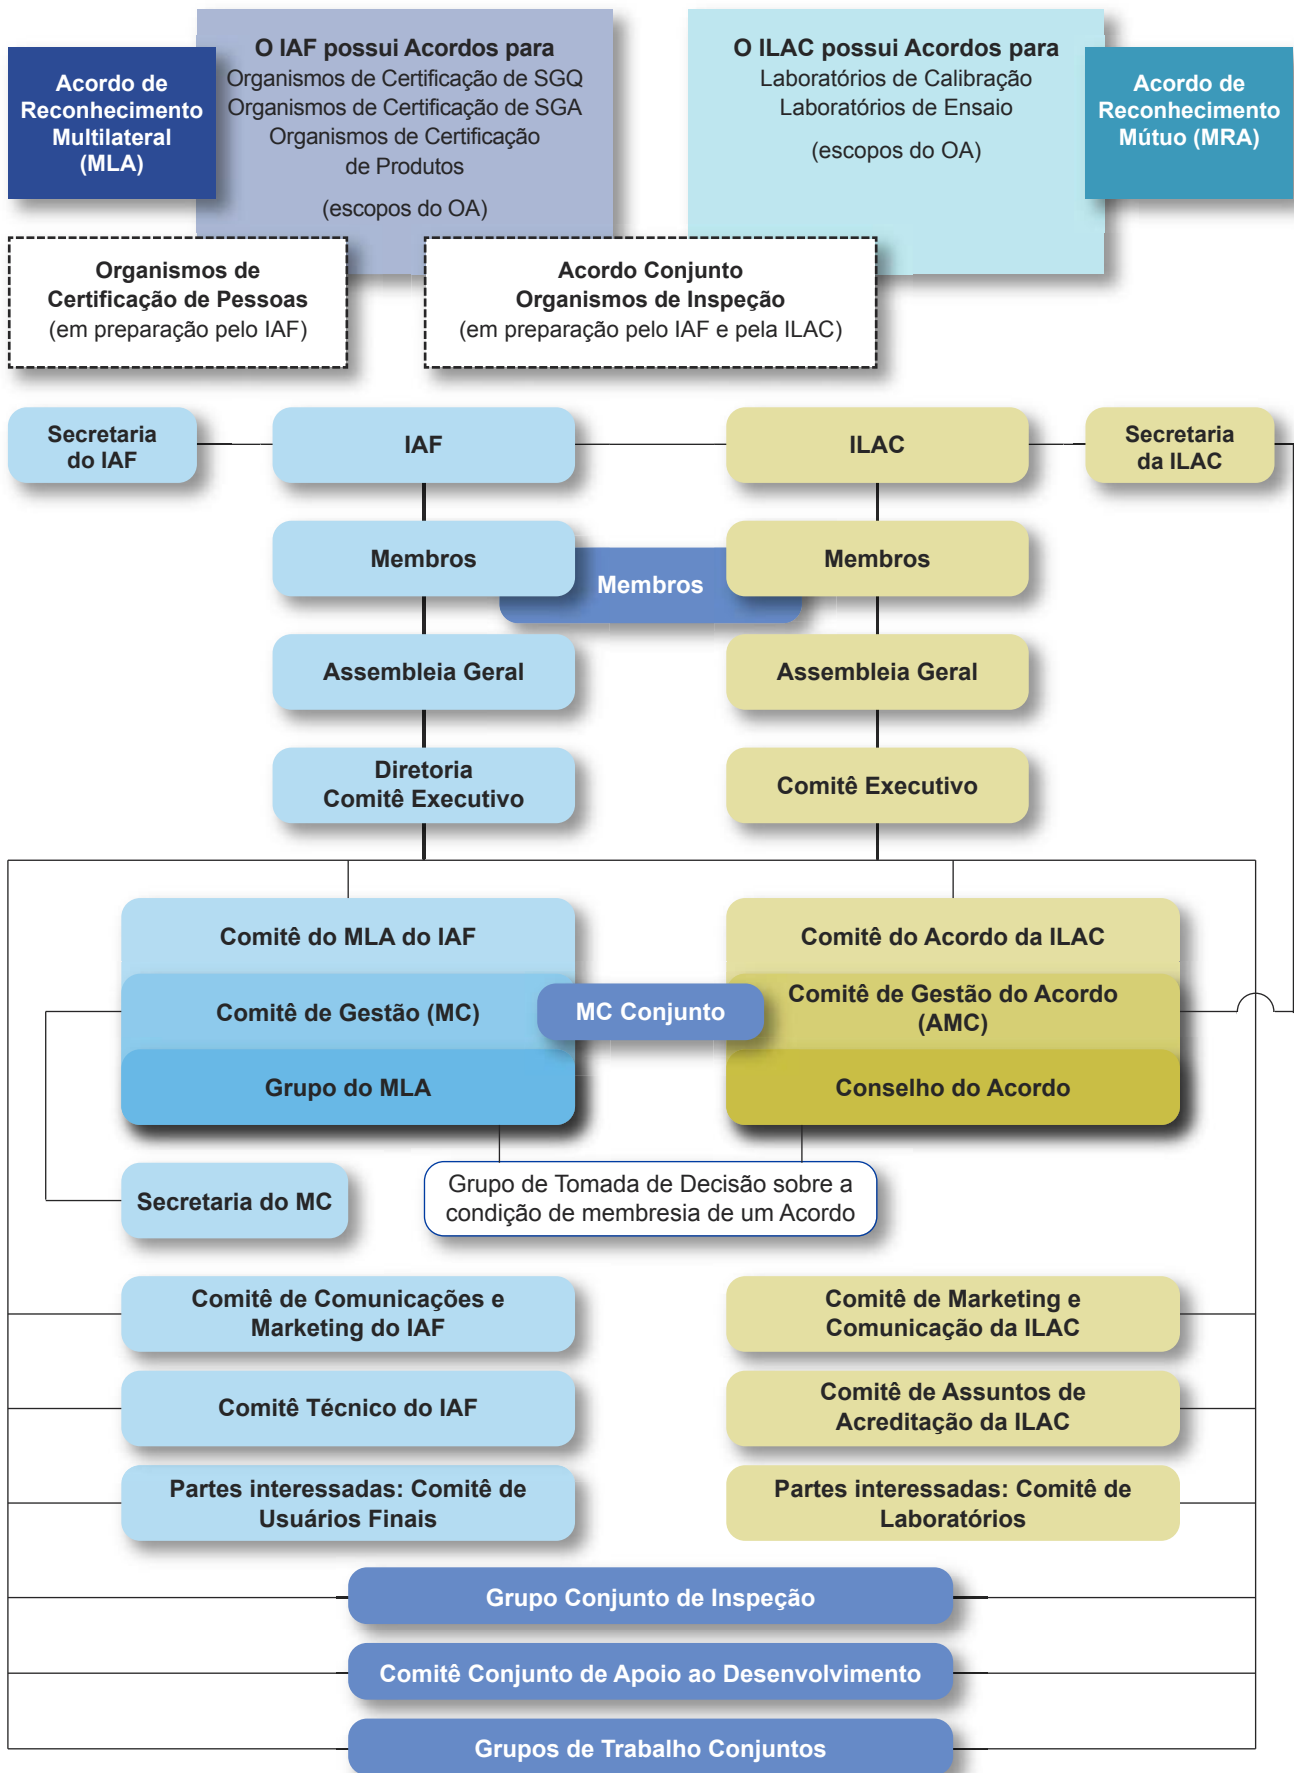 Acordo de
Reconhecimento
Multilateral
(MLA)
O IAF possui Acordos para
Organismos de Certificação de SGQ
Organismos de Certificação de SGA
Organismos de Certificação
de Produtos
(escopos do OA)
O ILAC possui Acordos para
Laboratórios de Calibração
Laboratórios de Ensaio
(escopos do OA)
Acordo de
Reconhecimento
Mútuo (MRA)
Organismos de
Certificação de Pessoas
(em preparação pelo IAF)
Acordo Conjunto
Organismos de Inspeção
(em preparação pelo IAF e pela ILAC)
Secretaria
do IAF
IAF
ILAC
Secretaria
da ILAC
Membros
Membros
Membros
Assembleia Geral
Assembleia Geral
Diretoria
Comitê Executivo
Comitê Executivo
Comitê do MLA do IAF
Comitê de Gestão (MC)
Grupo do MLA
MC Conjunto
Comitê do Acordo da ILAC
Comitê de Gestão do Acordo
(AMC)
Conselho do Acordo
Secretaria do MC
Grupo de Tomada de Decisão sobre a
condição de membresia de um Acordo
Comitê de Comunicações e
Marketing do IAF
Comitê de Marketing e
Comunicação da ILAC
Comitê Técnico do IAF
Comitê de Assuntos de
Acreditação da ILAC
Partes interessadas: Comitê de
Usuários Finais
Partes interessadas: Comitê de
Laboratórios
Grupo Conjunto de Inspeção
Comitê Conjunto de Apoio ao Desenvolvimento
Grupos de Trabalho Conjuntos